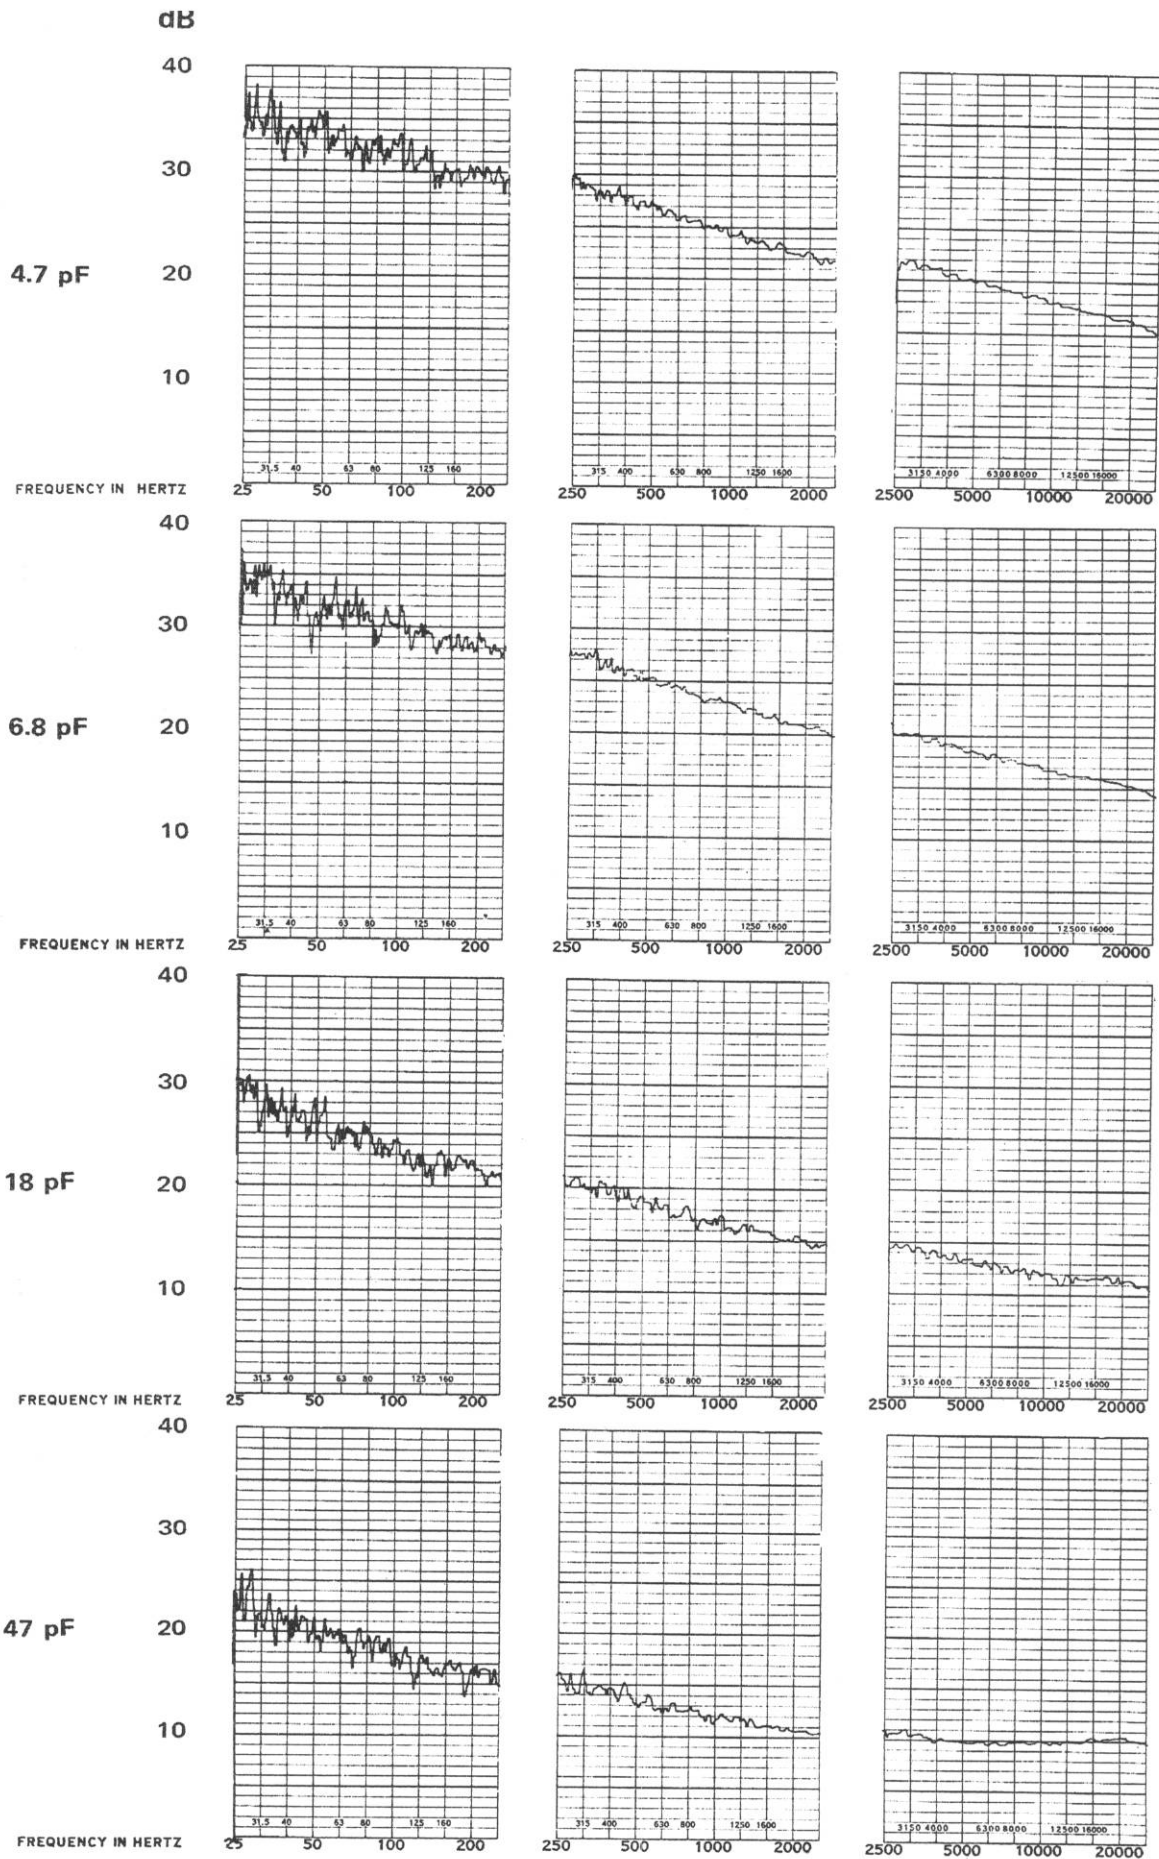 dB
40
30
4.7 pF 20
10
31.5 40 63 80 125 160 315 400 630 800 1250 1600 3150 4000 6300 8000 12500 16000
FREQUENCY IN HERTZ 25 50 100 200 250 500 1000 2000 2500 5000 10000 20000
40
30
6.8 pF 20
10
31.5 40 63 80 125 160 315 400 630 800 1250 1600 3150 4000 6300 8000 12500 16000
FREQUENCY IN HERTZ 25 50 100 200 250 500 1000 2000 2500 5000 10000 20000
40
30
18 pF 20
10
31.5 40 63 80 125 160 315 400 630 800 1250 1600 3150 4000 6300 8000 12500 16000
FREQUENCY IN HERTZ 25 50 100 200 250 500 1000 2000 2500 5000 10000 20000
40
30
47 pF 20
10
31.5 40 63 80 125 160 315 400 630 800 1250 1600 3150 4000 6300 8000 12500 16000
FREQUENCY IN HERTZ 25 50 100 200 250 500 1000 2000 2500 5000 10000 20000